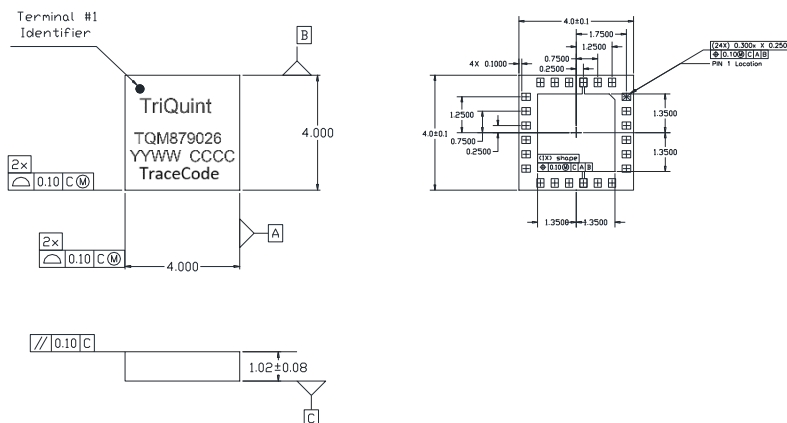 Terminal #1
Identifier
B
TriQuint
TQM879026
YYWW CCCC
TraceCode
4.000
2x
0.10 C Ⓜ
A
2x
0.10 C Ⓜ
4.000
// 0.10 C
1.02±0.08
C
4.0±0.1
1.7500
1.2500
0.7500
0.2500
4X 0.1000
(24X) 0.300x X 0.250
⌖ 0.10Ⓜ C A B
PIN 1 Location
1.2500
0.7500
0.2500
4.0±0.1
1.3500
1.3500
(1X) shape
⌖ 0.10Ⓜ C A B
1.3500
1.3500